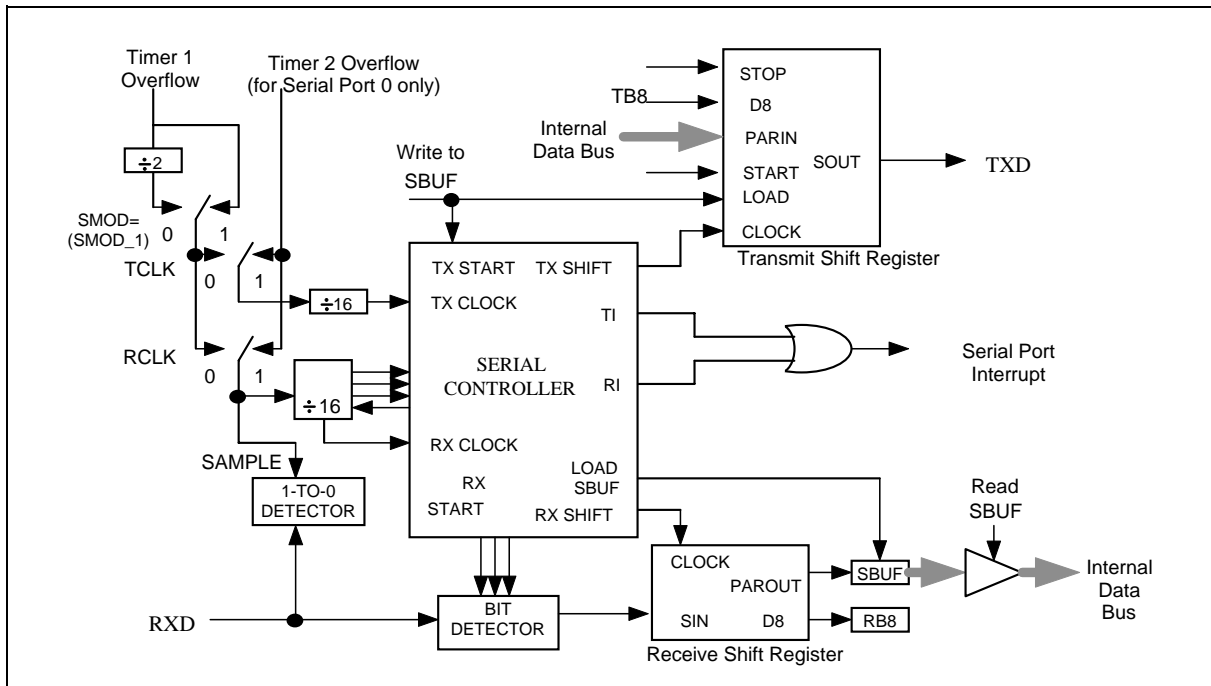 Timer 1
Overflow
Timer 2 Overflow
(for Serial Port 0 only)
÷2
SMOD=
(SMOD_1)
0
1
TCLK
0
1
RCLK
0
1
÷16
÷16
SAMPLE
1-TO-0
DETECTOR
RXD
Write to
SBUF
TX START
TX SHIFT
TX CLOCK
TI
SERIAL
CONTROLLER
RI
RX CLOCK
LOAD
SBUF
RX
START
RX SHIFT
BIT
DETECTOR
TB8
Internal
Data Bus
STOP
D8
PARIN
SOUT
START
LOAD
CLOCK
Transmit Shift Register
TXD
Serial Port
Interrupt
CLOCK
PAROUT
SIN
D8
Receive Shift Register
SBUF
RB8
Read
SBUF
Internal
Data
Bus